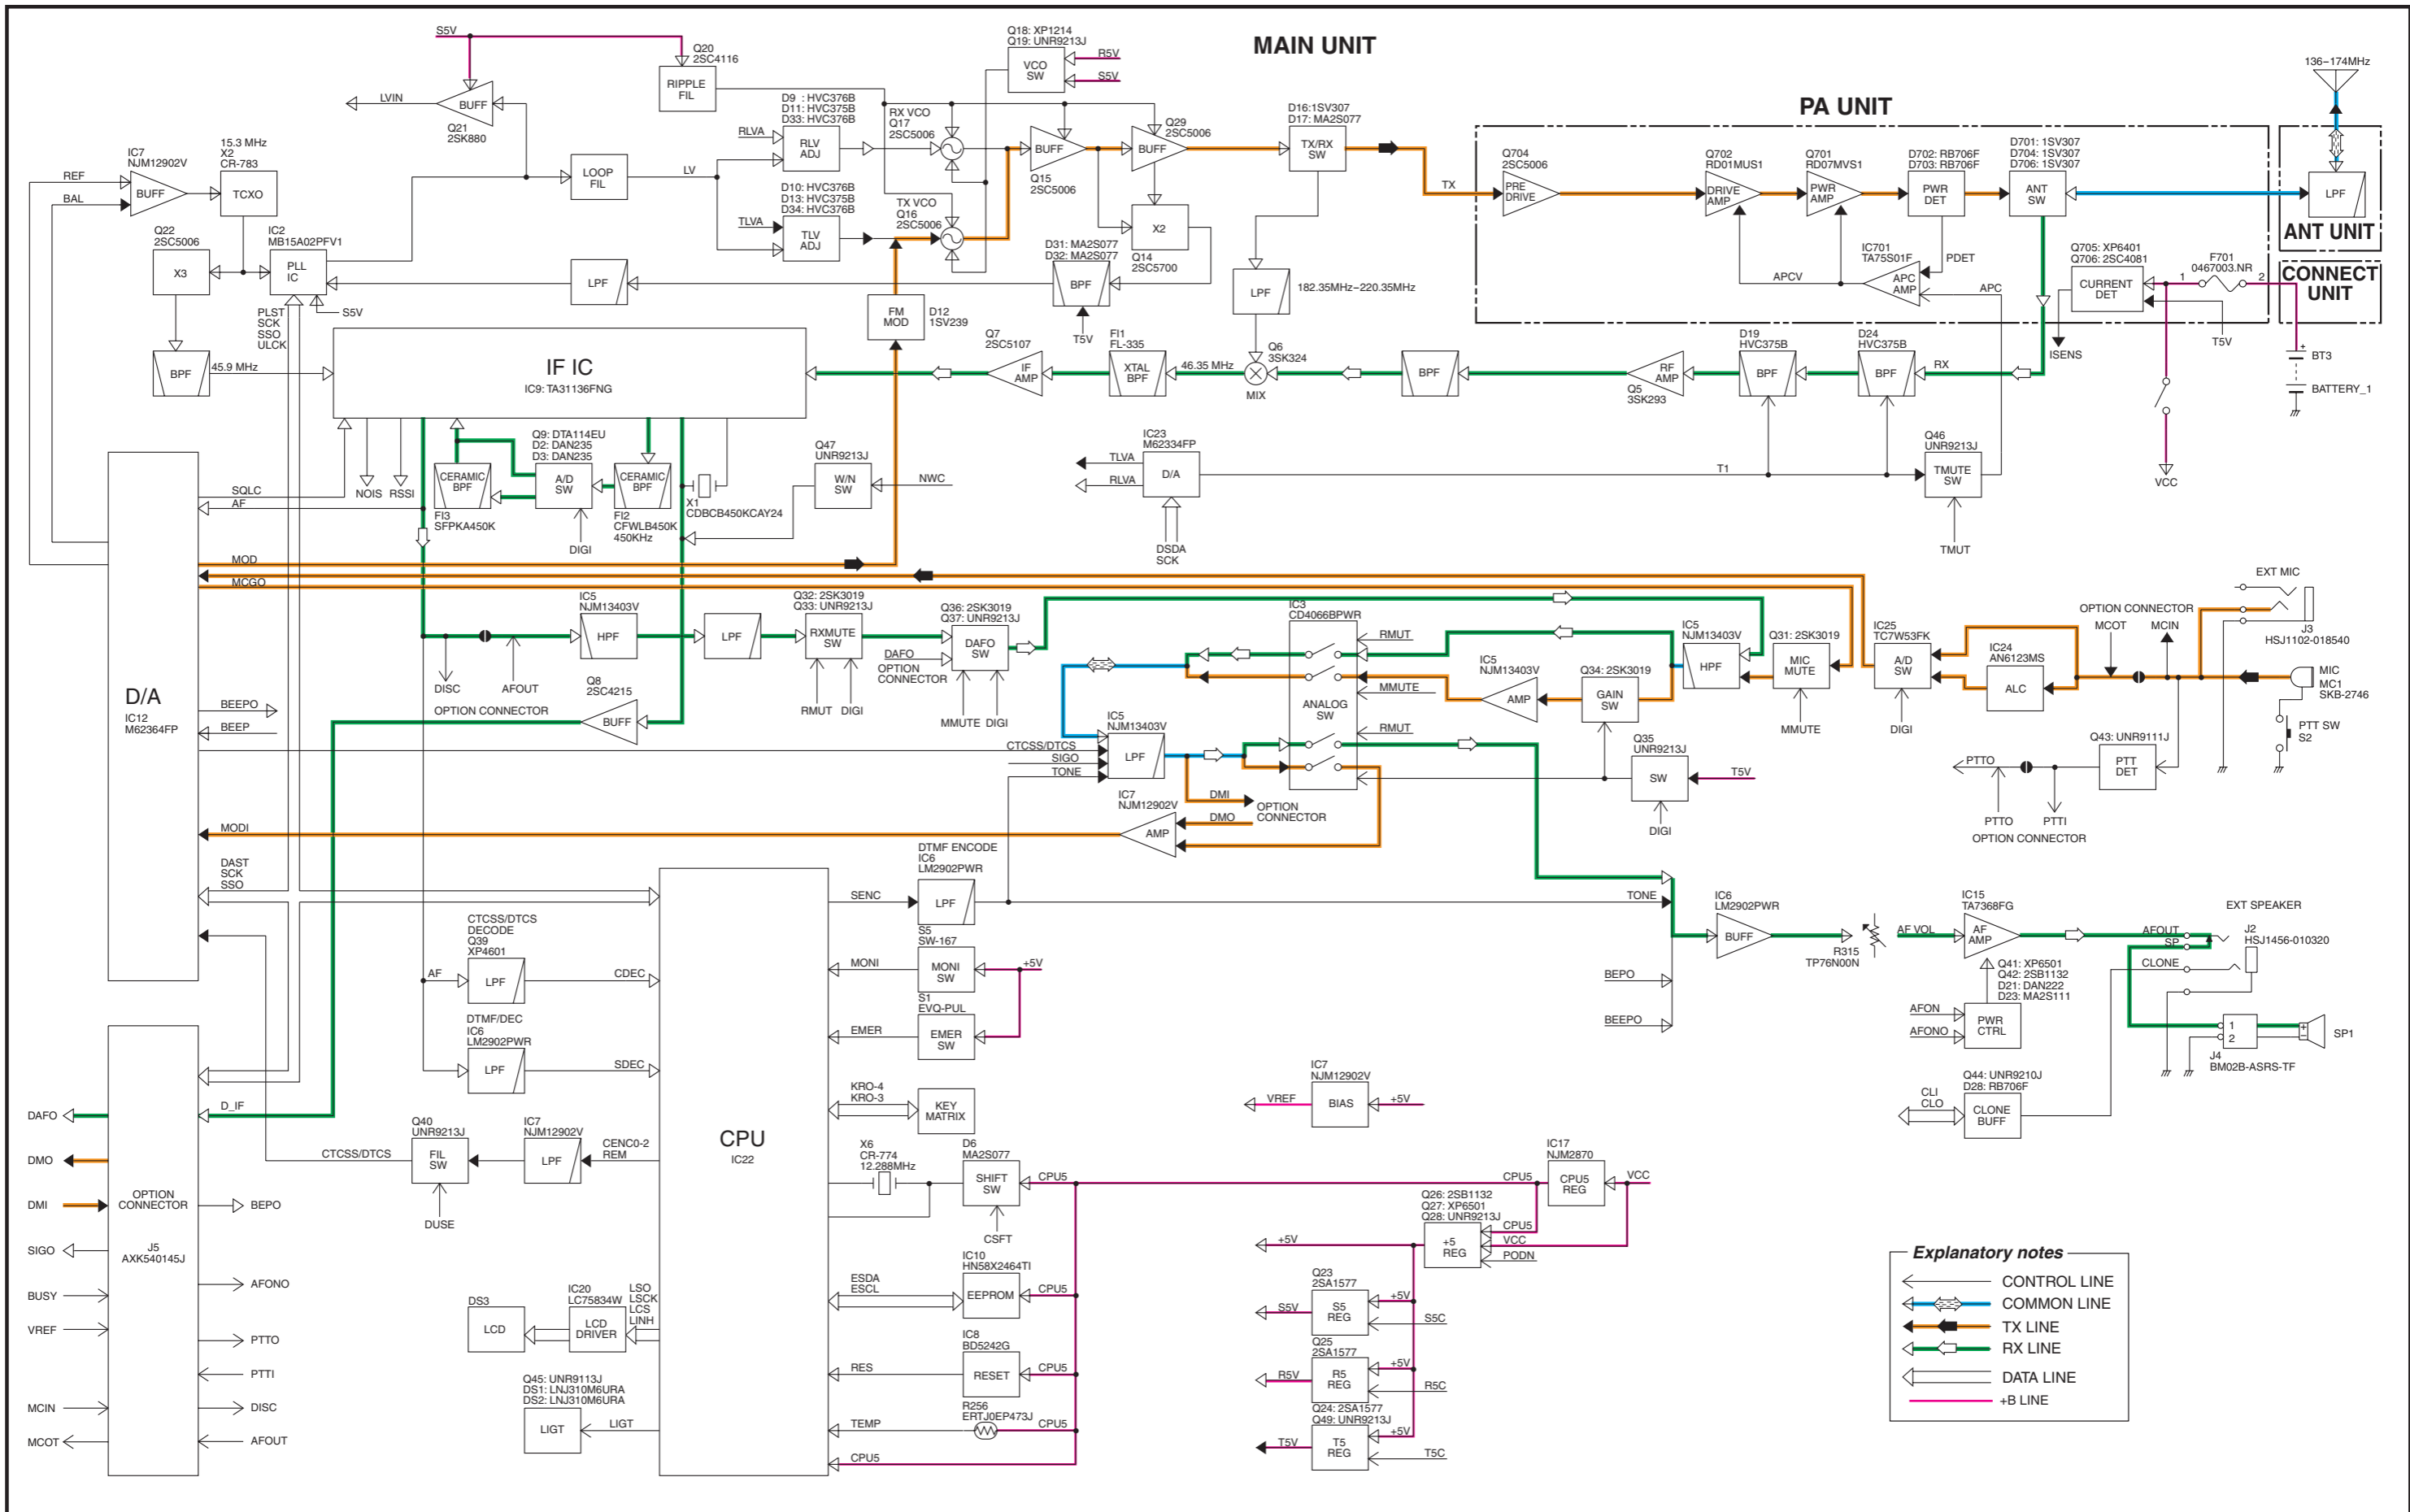 MAIN UNIT
S5V
Q20
2SC4116
RIPPLE
FIL
LVIN
BUFF
Q21
2SK880
Q18: XP1214
Q19: UNR9213J
VCO
SW
R5V
S5V
D9 : HVC376B
D11: HVC375B
D33: HVC376B
RLVA
RLV
ADJ
RX VCO
Q17
2SC5006
BUFF
Q15
2SC5006
Q29
2SC5006
BUFF
D16:1SV307
D17: MA2S077
TX/RX
SW
IC7
NJM12902V
REF
BAL
BUFF
15.3 MHz
X2
CR-783
TCXO
LOOP
FIL
LV
D10: HVC376B
D13: HVC375B
D34: HVC376B
TLVA
TLV
ADJ
TX VCO
Q16
2SC5006
X2
Q14
2SC5700
Q22
2SC5006
X3
IC2
MB15A02PFV1
PLL
IC
PLST
SCK
SSO
ULCK
S5V
LPF
D31: MA2S077
D32: MA2S077
BPF
T5V
LPF
182.35MHz–220.35MHz
FM
MOD
D12
1SV239
BPF
45.9 MHz
IF IC
IC9: TA31136FNG
Q7
2SC5107
IF
AMP
FI1
FL-335
XTAL
BPF
46.35 MHz
Q6
3SK324
MIX
BPF
RF
AMP
Q5
3SK293
D19
HVC375B
BPF
D24
HVC375B
BPF
RX
PA UNIT
TX
Q704
2SC5006
PRE
DRIVE
Q702
RD01MUS1
DRIVE
AMP
Q701
RD07MVS1
PWR
AMP
D702: RB706F
D703: RB706F
PWR
DET
D701: 1SV307
D704: 1SV307
D706: 1SV307
ANT
SW
IC701
TA75S01F
PDET
APCV
APC
AMP
APC
Q705: XP6401
Q706: 2SC4081
CURRENT
DET
ISENS
T5V
F701
0467003.NR
1
2
136–174MHz
LPF
ANT UNIT
CONNECT
UNIT
+
BT3
BATTERY_1
VCC
SQLC
AF
NOIS
RSSI
CERAMIC
BPF
FI3
SFPKA450K
Q9: DTA114EU
D2: DAN235
D3: DAN235
A/D
SW
DIGI
CERAMIC
BPF
FI2
CFWLB450K
450KHz
X1
CDBCB450KCAY24
Q47
UNR9213J
W/N
SW
NWC
IC23
M62334FP
TLVA
RLVA
D/A
DSDA
SCK
T1
Q46
UNR9213J
TMUTE
SW
TMUT
D/A
IC12
M62364FP
MOD
MCGO
IC5
NJM13403V
HPF
LPF
Q32: 2SK3019
Q33: UNR9213J
RXMUTE
SW
RMUT
DIGI
Q36: 2SK3019
Q37: UNR9213J
DAFO
SW
DAFO
OPTION
CONNECTOR
MMUTE
DIGI
DISC
AFOUT
OPTION CONNECTOR
Q8
2SC4215
BUFF
BEEPO
BEEP
IC3
CD4066BPWR
ANALOG
SW
RMUT
MMUTE
RMUT
IC5
NJM13403V
AMP
Q34: 2SK3019
GAIN
SW
IC5
NJM13403V
HPF
Q31: 2SK3019
MIC
MUTE
MMUTE
IC25
TC7W53FK
A/D
SW
DIGI
IC24
AN6123MS
ALC
OPTION CONNECTOR
MCOT
MCIN
EXT MIC
J3
HSJ1102-018540
MIC
MC1
SKB-2746
PTT SW
S2
Q43: UNR9111J
PTT
DET
PTTO
PTTO
PTTI
OPTION CONNECTOR
IC5
NJM13403V
LPF
CTCSS/DTCS
SIGO
TONE
Q35
UNR9213J
SW
T5V
DIGI
DMI
OPTION
CONNECTOR
DMO
IC7
NJM12902V
AMP
MODI
DAST
SCK
SSO
CPU
IC22
DTMF ENCODE
IC6
LM2902PWR
SENC
LPF
TONE
S5
SW-167
MONI
MONI
SW
+5V
S1
EVQ-PUL
EMER
EMER
SW
CTCSS/DTCS
DECODE
Q39
XP4601
AF
LPF
CDEC
DTMF/DEC
IC6
LM2902PWR
LPF
SDEC
BEPO
BEEPO
IC6
LM2902PWR
BUFF
R315
TP76N00N
AF VOL
IC15
TA7368FG
AF
AMP
EXT SPEAKER
AFOUT
SP
CLONE
J2
HSJ1456-010320
Q41: XP6501
Q42: 2SB1132
D21: DAN222
D23: MA2S111
AFON
AFONO
PWR
CTRL
1
2
+
−
SP1
J4
BM02B-ASRS-TF
Q44: UNR9210J
D28: RB706F
CLI
CLO
CLONE
BUFF
KRO-4
KRO-3
KEY
MATRIX
IC7
NJM12902V
VREF
BIAS
+5V
D_IF
DAFO
DMO
DMI
SIGO
BUSY
VREF
MCIN
MCOT
OPTION
CONNECTOR
J5
AXK540145J
BEPO
AFONO
PTTO
PTTI
DISC
AFOUT
CTCSS/DTCS
Q40
UNR9213J
FIL
SW
DUSE
IC7
NJM12902V
LPF
CENC0-2
REM
X6
CR-774
12.288MHz
D6
MA2S077
SHIFT
SW
CPU5
CSFT
CPU5
IC17
NJM2870
CPU5
REG
VCC
Q26: 2SB1132
Q27: XP6501
Q28: UNR9213J
+5V
+5
REG
CPU5
VCC
PODN
IC10
HN58X2464TI
ESDA
ESCL
EEPROM
CPU5
DS3
LCD
IC20
LC75834W
LCD
DRIVER
LSO
LSCK
LCS
LINH
IC8
BD5242G
RES
RESET
CPU5
Q45: UNR9113J
DS1: LNJ310M6URA
DS2: LNJ310M6URA
LIGT
LIGT
R256
ERTJ0EP473J
TEMP
CPU5
CPU5
Q23
2SA1577
S5V
S5
REG
+5V
S5C
Q25
2SA1577
R5V
R5
REG
+5V
R5C
Q24: 2SA1577
Q49: UNR9213J
T5V
T5
REG
+5V
T5C
Explanatory notes
CONTROL LINE
COMMON LINE
TX LINE
RX LINE
DATA LINE
+B LINE